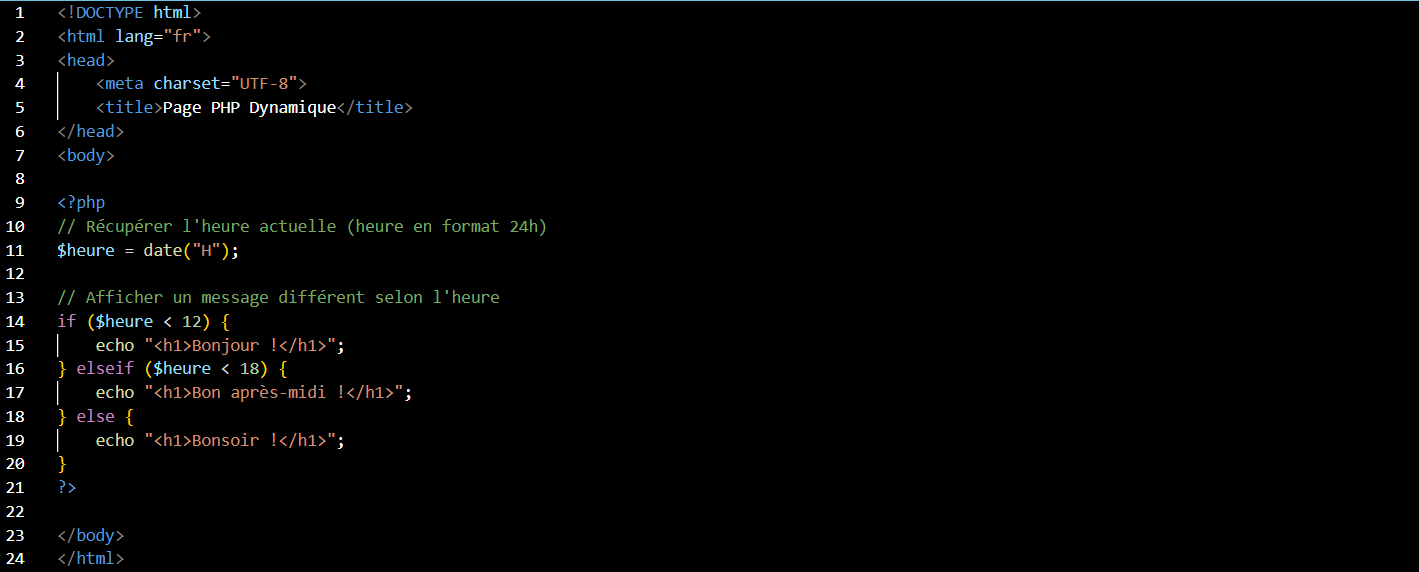 1 <!DOCTYPE html>
2 <html lang="fr">
3 <head>
4     <meta charset="UTF-8">
5     <title>Page PHP Dynamique</title>
6 </head>
7 <body>
8
9 <?php
10 // Récupérer l'heure actuelle (heure en format 24h)
11 $heure = date("H");
12
13 // Afficher un message différent selon l'heure
14 if ($heure < 12) {
15     echo "<h1>Bonjour !</h1>";
16 } elseif ($heure < 18) {
17     echo "<h1>Bon après-midi !</h1>";
18 } else {
19     echo "<h1>Bonsoir !</h1>";
20 }
21 ?>
22
23 </body>
24 </html>